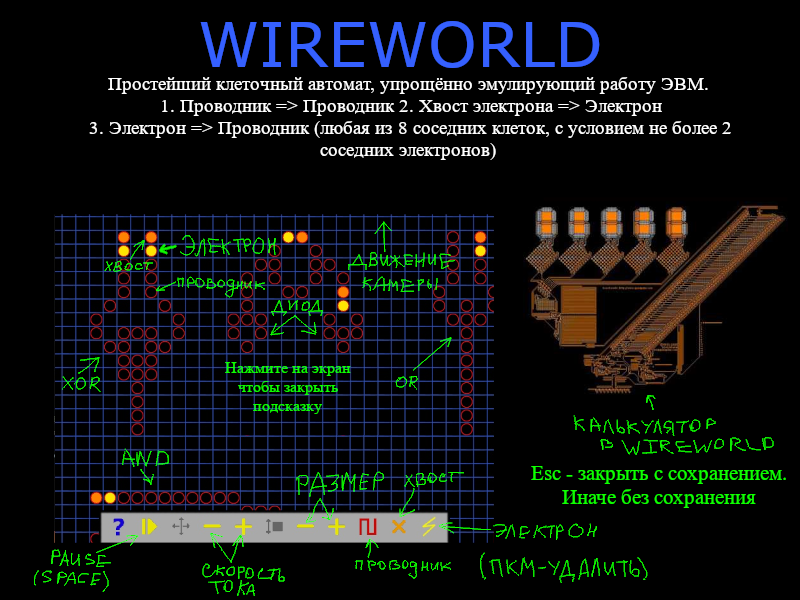 WIREWORLD
Простейший клеточный автомат, упрощённо эмулирующий работу ЭВМ.
1. Проводник => Проводник 2. Хвост электрона => Электрон
3. Электрон => Проводник (любая из 8 соседних клеток, с условием не более 2
соседних электронов)
ХВОСТ
ЭЛЕКТРОН
ПРОВОДНИК
ДИОД
ДВИЖЕНИЕ
КАМЕРЫ
XOR
Нажмите на экран
чтобы закрыть
подсказку
OR
КАЛЬКУЛЯТОР
В WIREWORLD
AND
РАЗМЕР
ХВОСТ
Esc - закрыть с сохранением.
Иначе без сохранения
?
ЭЛЕКТРОН
PAUSE
(SPACE)
СКОРОСТЬ
ТОКА
ПРОВОДНИК
(ПКМ-УДАЛИТЬ)